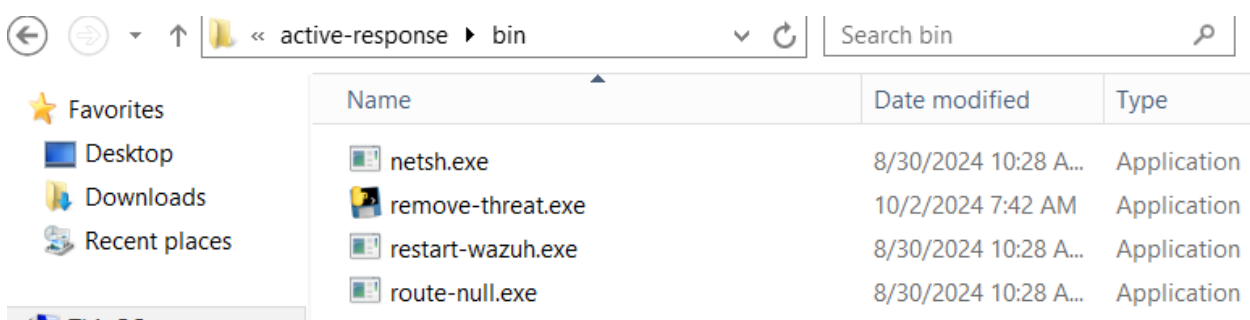 « active-response bin Search bin
Favorites
Desktop
Downloads
Recent places
Name Date modified Type
netsh.exe 8/30/2024 10:28 A... Application
remove-threat.exe 10/2/2024 7:42 AM Application
restart-wazuh.exe 8/30/2024 10:28 A... Application
route-null.exe 8/30/2024 10:28 A... Application